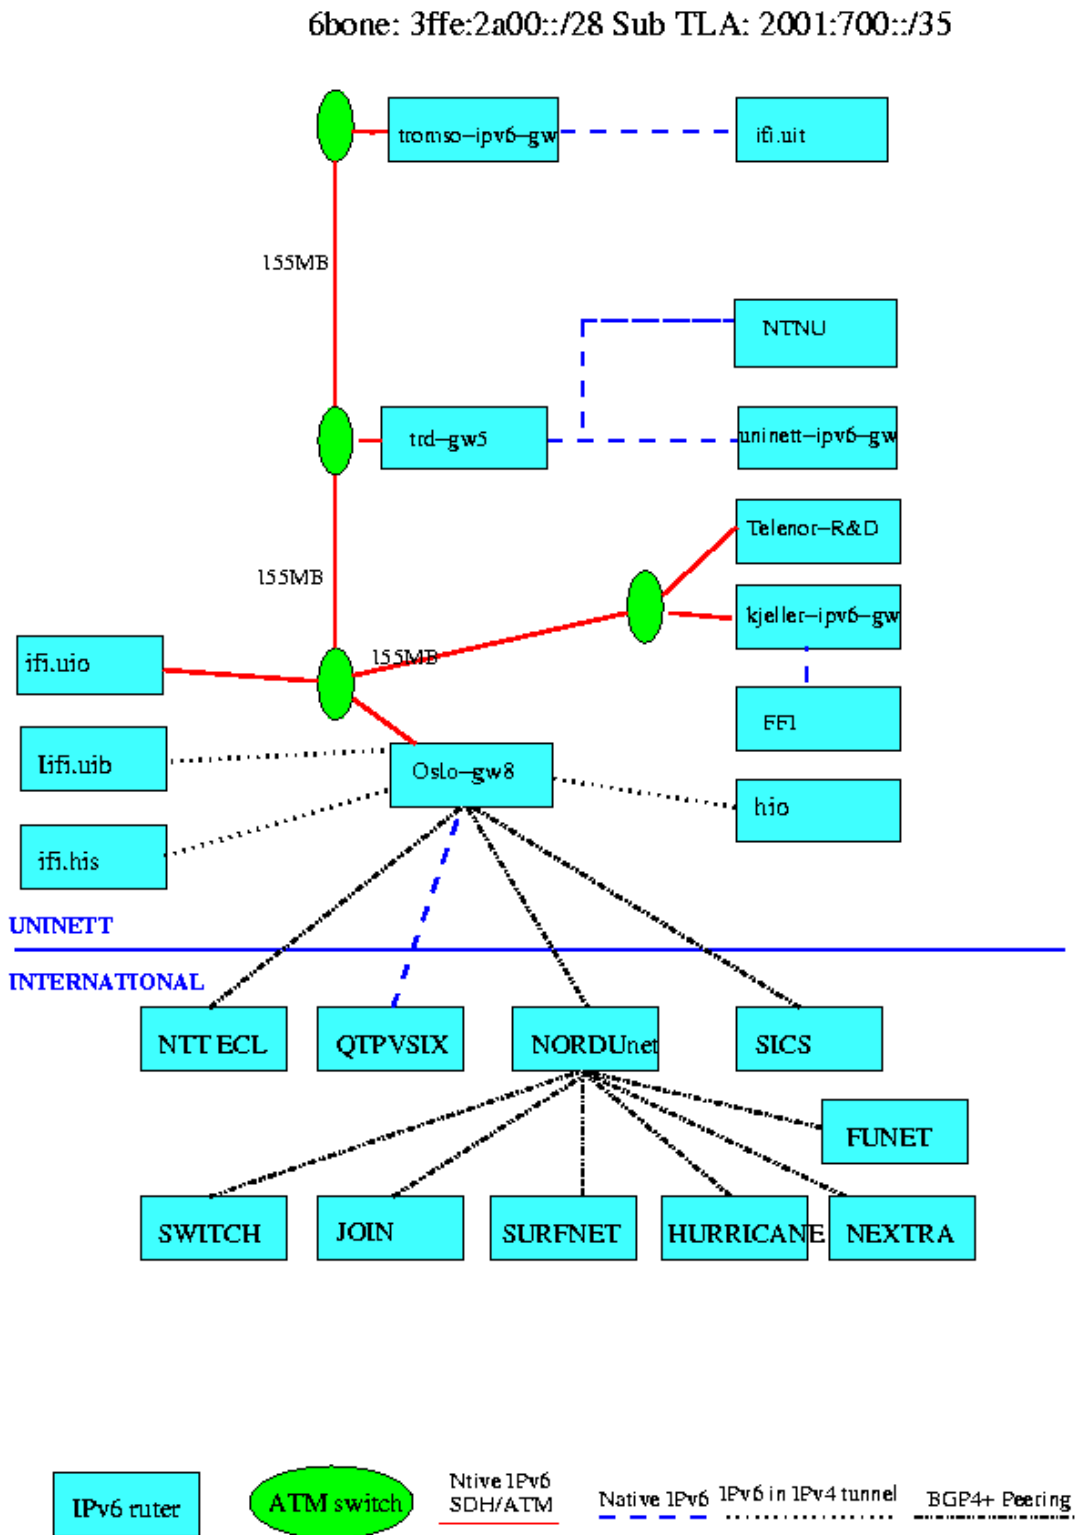 6bone: 3ffe:2a00::/28 Sub TLA: 2001:700::/35
tromso-ipv6-gw
ifi.uit
155MB
NTNU
trd-gw5
uninett-ipv6-gw
Telenor-R&D
155MB
kjeller-ipv6-gw
ifi.uio
155MB
FFI
Iifi.uib
Oslo-gw8
hio
ifi.his
UNINETT
INTERNATIONAL
NTT ECL
QTPVSIX
NORDUnet
SICS
FUNET
SWITCH
JOIN
SURFNET
HURRICANE
NEXTRA
IPv6 ruter
ATM switch
Ntive IPv6
SDH/ATM
Native IPv6
IPv6 in IPv4 tunnel
BGP4+ Peering